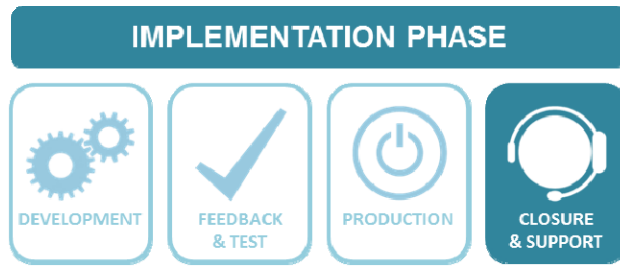 IMPLEMENTATION PHASE
DEVELOPMENT
FEEDBACK
& TEST
PRODUCTION
CLOSURE
& SUPPORT